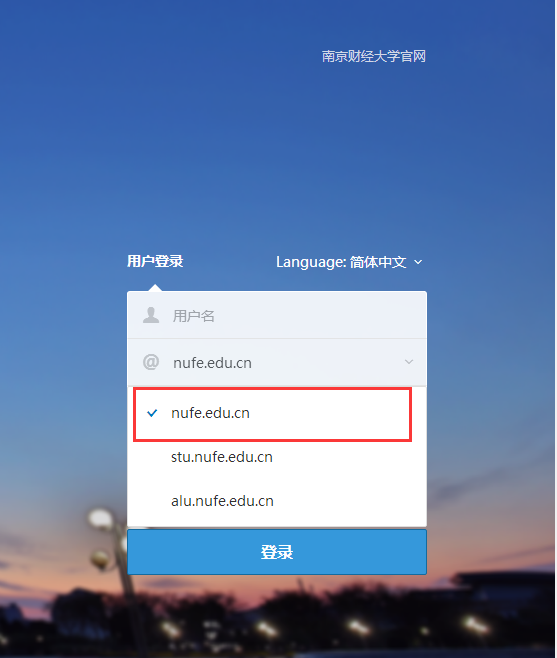 南京财经大学官网
用户登录
Language: 简体中文
用户名
@ nufe.edu.cn
nufe.edu.cn
stu.nufe.edu.cn
alu.nufe.edu.cn
登录